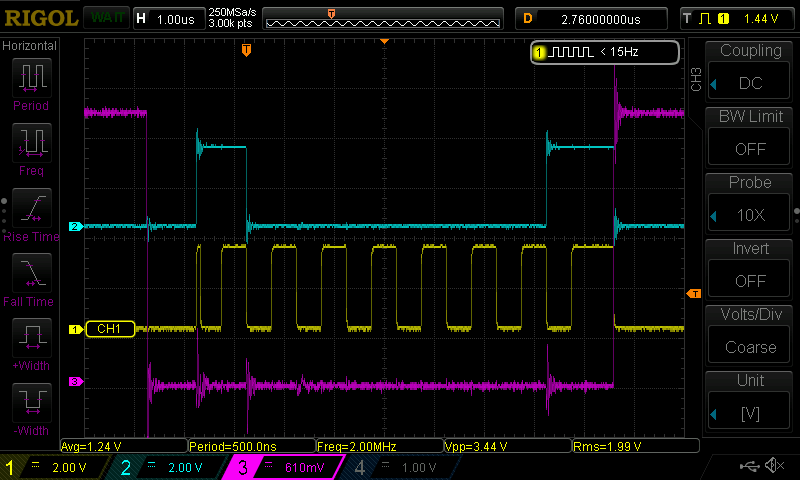 RIGOL WAIT H 1.00us 250MSa/s 3.00k pts D 2.76000000us T 1 1.44 V
Horizontal
Period
Freq
Rise Time
Fall Time
+Width
-Width
T
1 < 15Hz
2
1 CH1
3
T
CH3
Coupling
DC
BW Limit
OFF
Probe
10X
Invert
OFF
Volts/Div
Coarse
Unit
[V]
Avg=1.24 V Period=500.0ns Freq=2.00MHz Vpp=3.44 V Rms=1.99 V
1 = 2.00 V 2 = 2.00 V 3 = 610mV 4 = 1.00 V